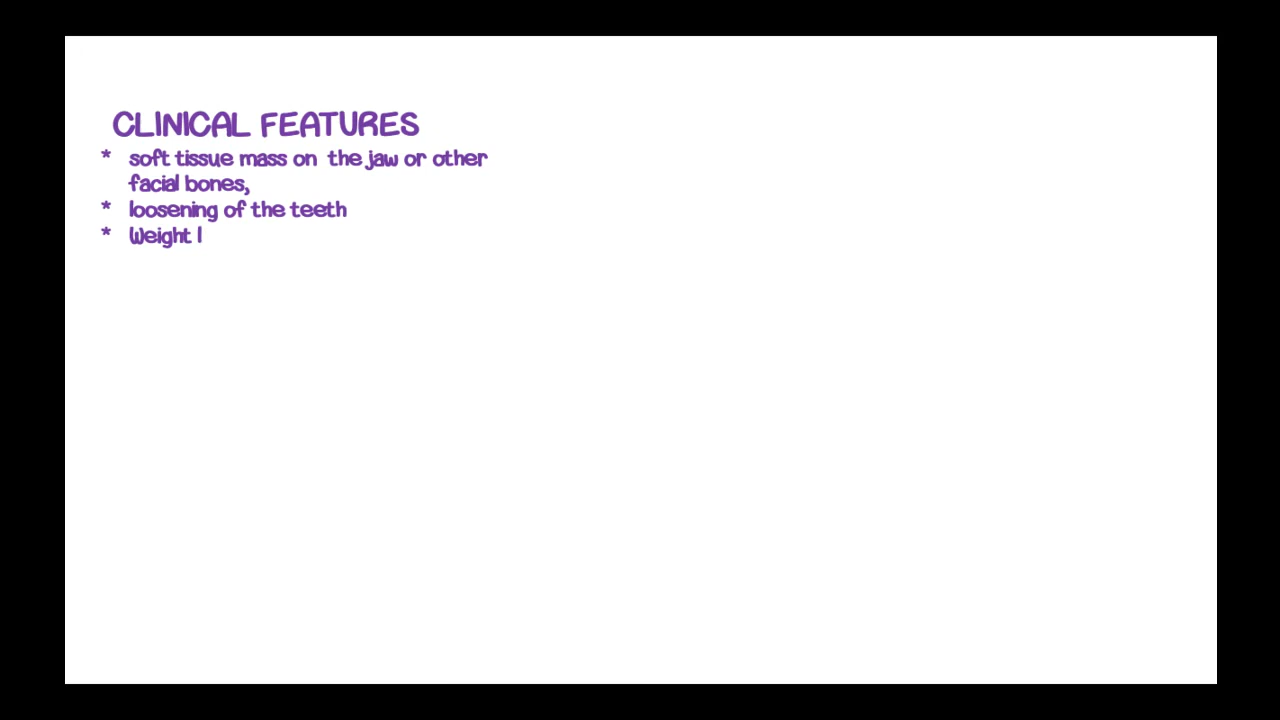 CLINICAL FEATURES
* soft tissue mass on the jaw or other
facial bones,
* loosening of the teeth
* Weight l